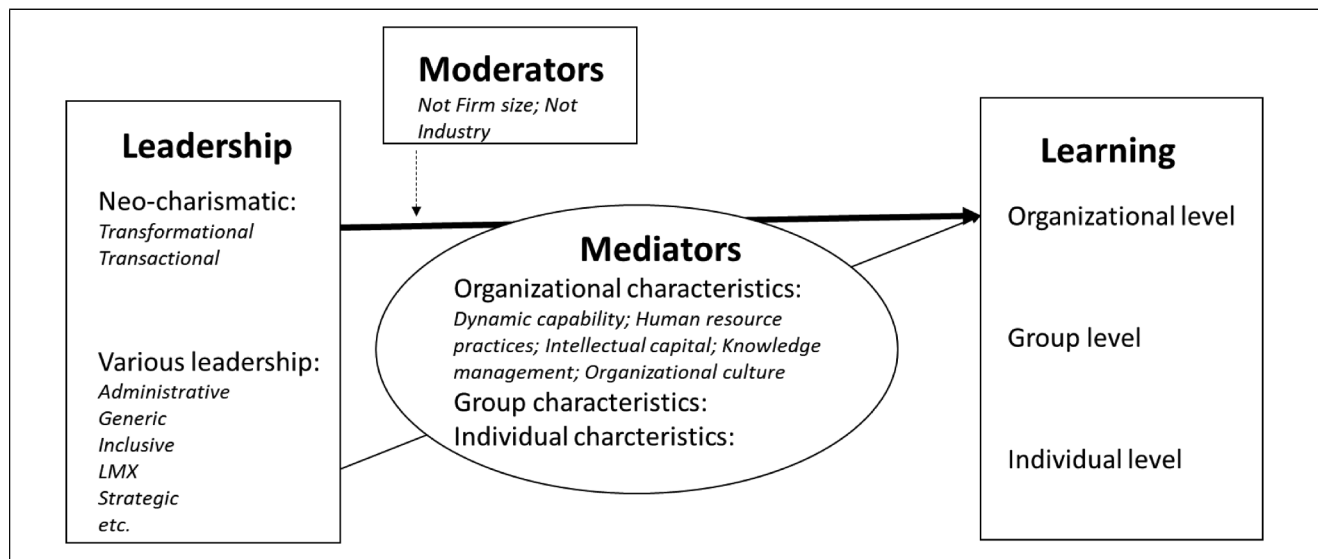 Moderators
Not Firm size; Not
Industry
Leadership
Neo-charismatic:
Transformational
Transactional
Various leadership:
Administrative
Generic
Inclusive
LMX
Strategic
etc.
Mediators
Organizational characteristics:
Dynamic capability; Human resource
practices; Intellectual capital; Knowledge
management; Organizational culture
Group characteristics:
Individual charcteristics:
Learning
Organizational level
Group level
Individual level